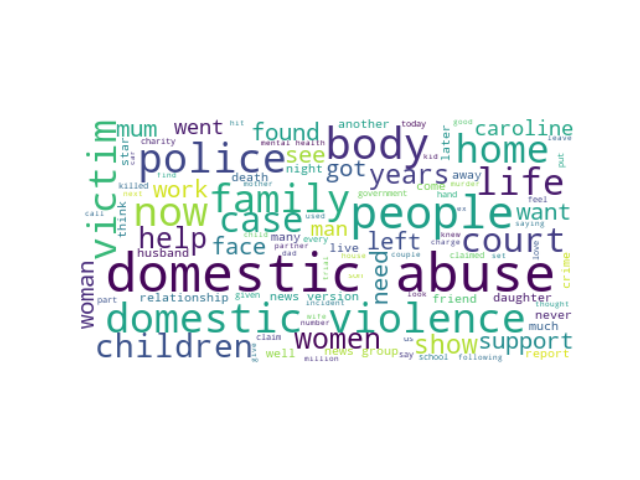 mum went hit found another today later good caroline
charity star police see mental health body kid home leave
victim car find night got years come away murder put
killed work death mother government life
next now family people hand ex feel want
call think case used man saying
help face many every live left knew court
woman husband child partner dad house couple need charge claimed set love crime
domestic abuse
trial over
part relationship given news version look friend daughter thought
incident never
domestic violence
wife number us much
children give women show support
claim well million news group say school following report